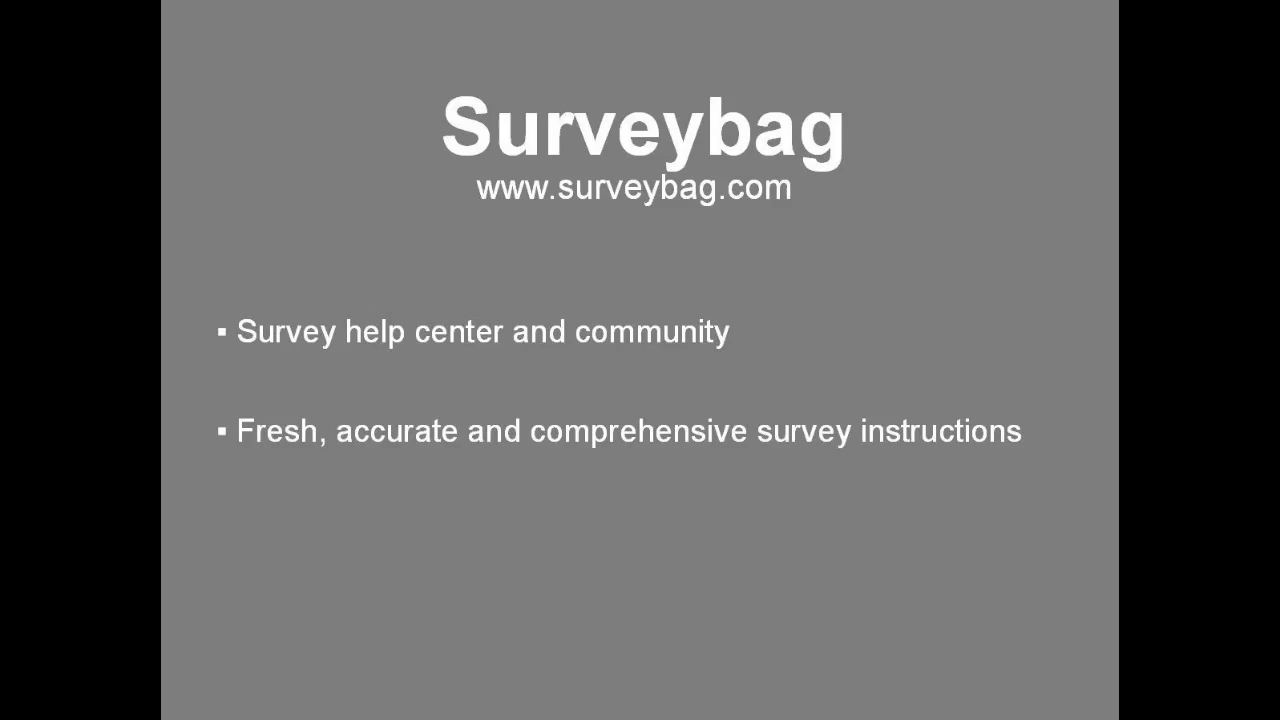 Surveybag
www.surveybag.com
▪ Survey help center and community
▪ Fresh, accurate and comprehensive survey instructions